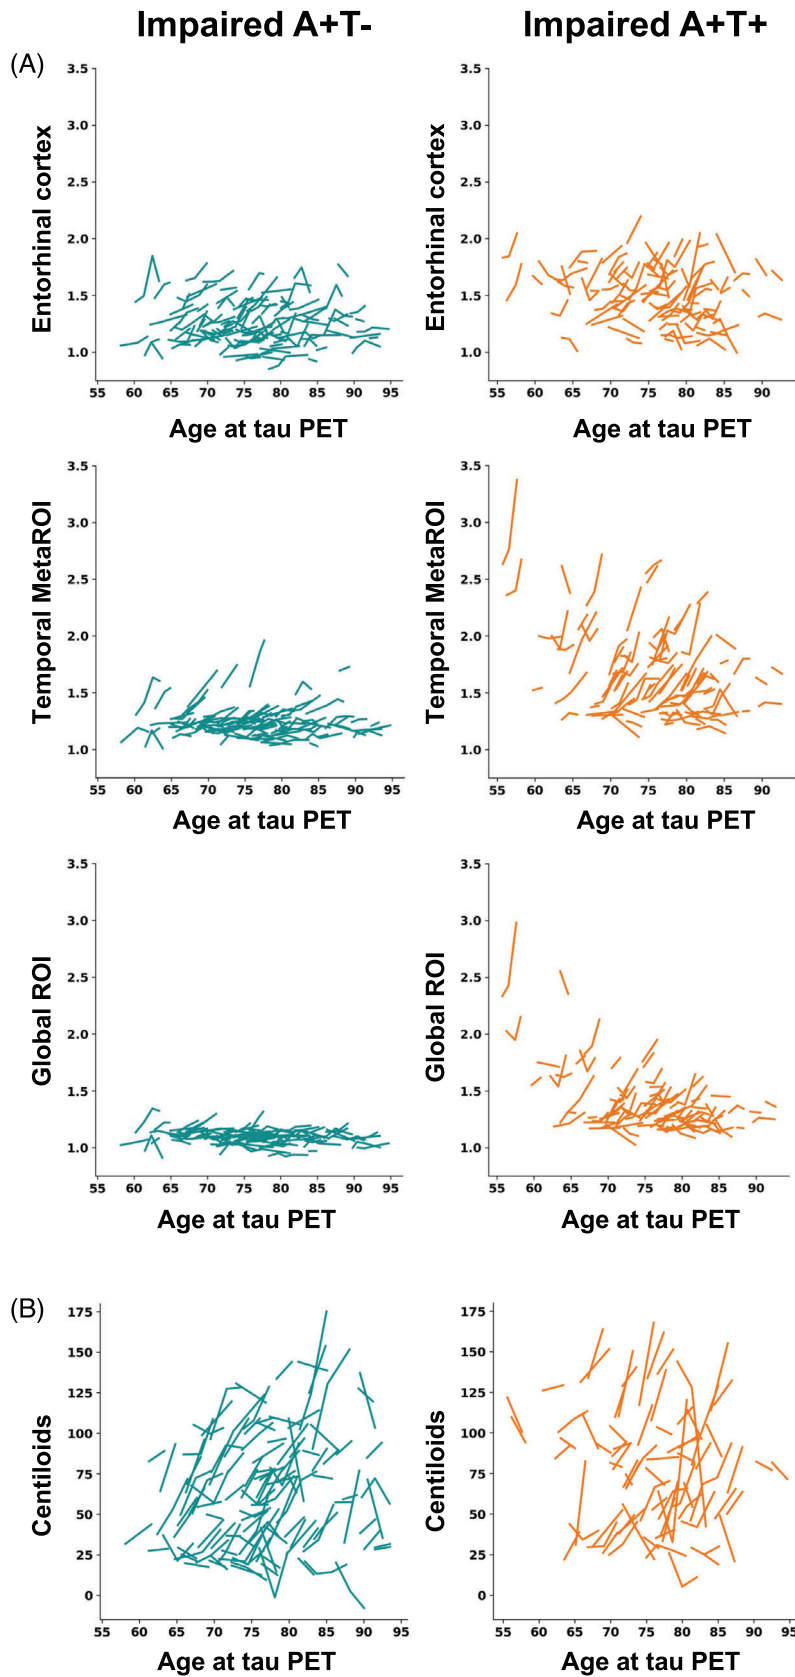 Impaired A+T- Impaired A+T+
(A)
Entorhinal cortex
3.5
3.0
2.5
2.0
1.5
1.0
55 60 65 70 75 80 85 90 95
Age at tau PET
Entorhinal cortex
3.5
3.0
2.5
2.0
1.5
1.0
55 60 65 70 75 80 85 90
Age at tau PET
Temporal MetaROI
3.5
3.0
2.5
2.0
1.5
1.0
55 60 65 70 75 80 85 90 95
Age at tau PET
Temporal MetaROI
3.5
3.0
2.5
2.0
1.5
1.0
55 60 65 70 75 80 85 90
Age at tau PET
Global ROI
3.5
3.0
2.5
2.0
1.5
1.0
55 60 65 70 75 80 85 90 95
Age at tau PET
Global ROI
3.5
3.0
2.5
2.0
1.5
1.0
55 60 65 70 75 80 85 90
Age at tau PET
(B)
Centiloids
175
150
125
100
75
50
25
0
55 60 65 70 75 80 85 90 95
Age at tau PET
Centiloids
175
150
125
100
75
50
25
0
55 60 65 70 75 80 85 90 95
Age at tau PET